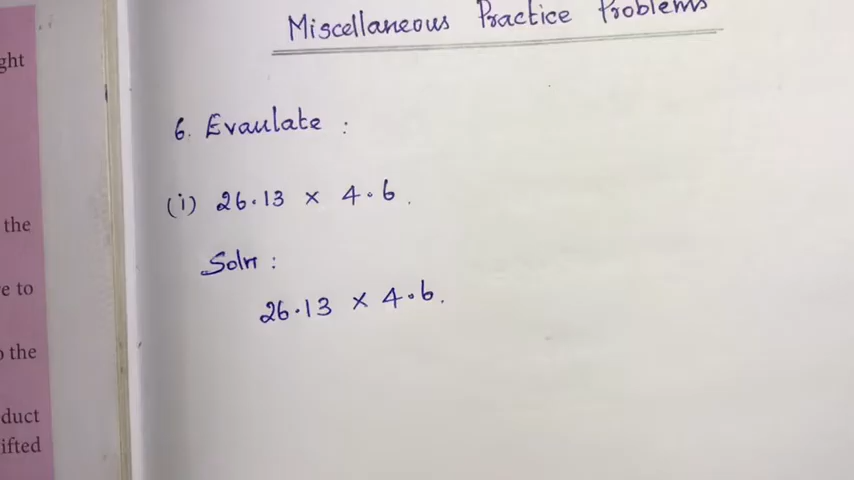 Miscellaneous Practice Problems
6. Evaulate :
(i) 26.13 × 4.6.
Soln :
26.13 × 4.6.
ght
the
e to
the
duct
ifted